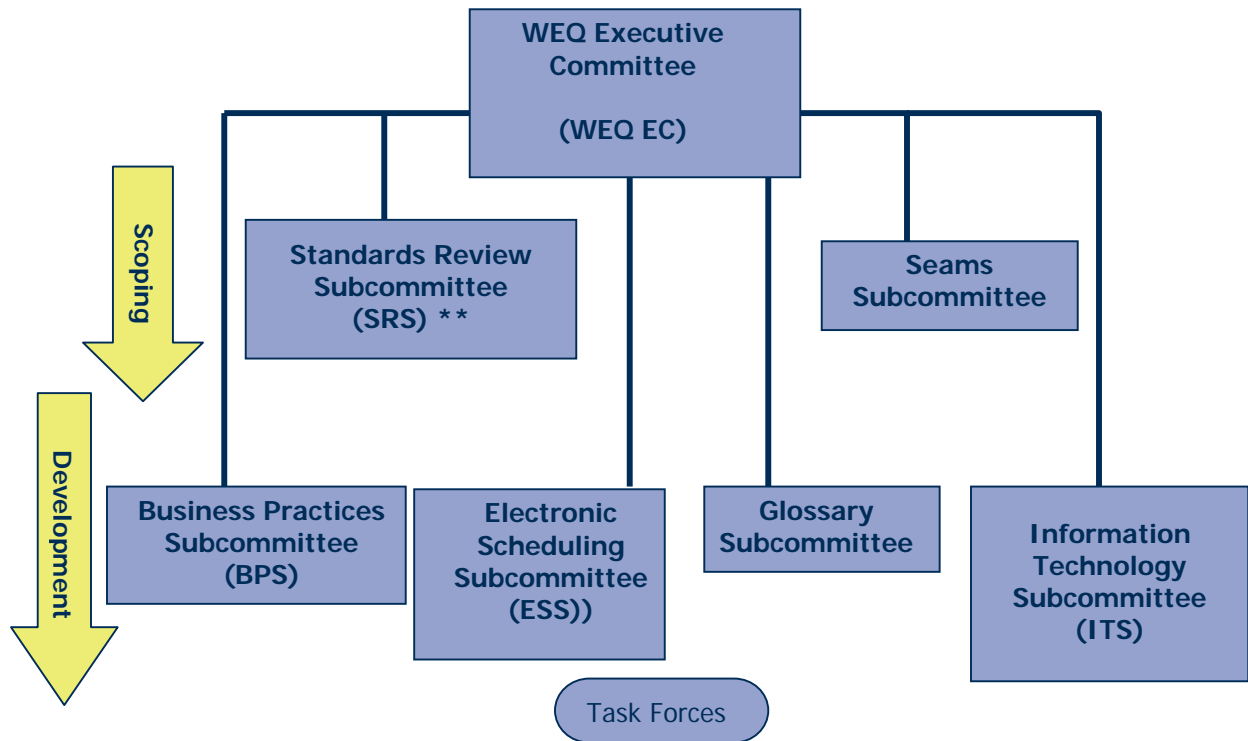 WEQ Executive
Committee
(WEQ EC)
Scoping
Standards Review
Subcommittee
(SRS) **
Seams
Subcommittee
Development
Business Practices
Subcommittee
(BPS)
Electronic
Scheduling
Subcommittee
(ESS))
Glossary
Subcommittee
Information
Technology
Subcommittee
(ITS)
Task Forces